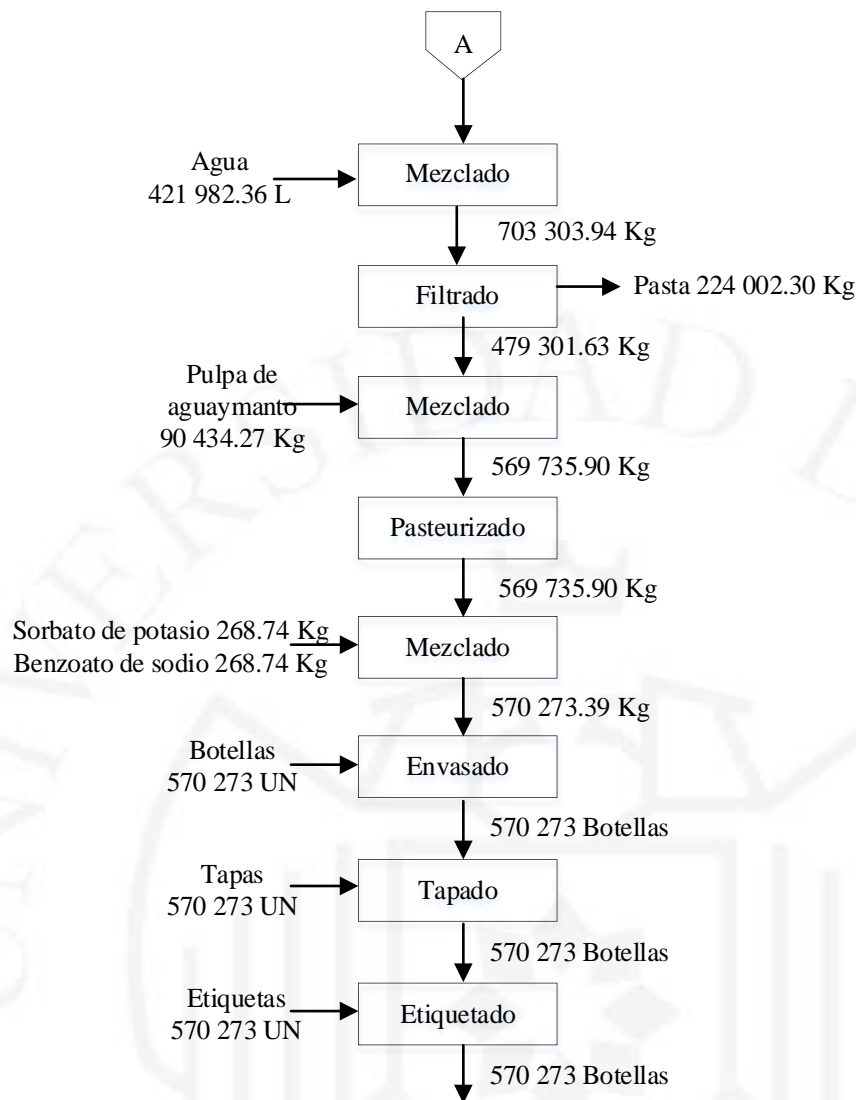 A
Agua
421 982.36 L
Mezclado
703 303.94 Kg
Filtrado
Pasta 224 002.30 Kg
479 301.63 Kg
Pulpa de
aguaymanto
90 434.27 Kg
Mezclado
569 735.90 Kg
Pasteurizado
569 735.90 Kg
Sorbato de potasio 268.74 Kg
Benzoato de sodio 268.74 Kg
Mezclado
570 273.39 Kg
Botellas
570 273 UN
Envasado
570 273 Botellas
Tapas
570 273 UN
Tapado
570 273 Botellas
Etiquetas
570 273 UN
Etiquetado
570 273 Botellas